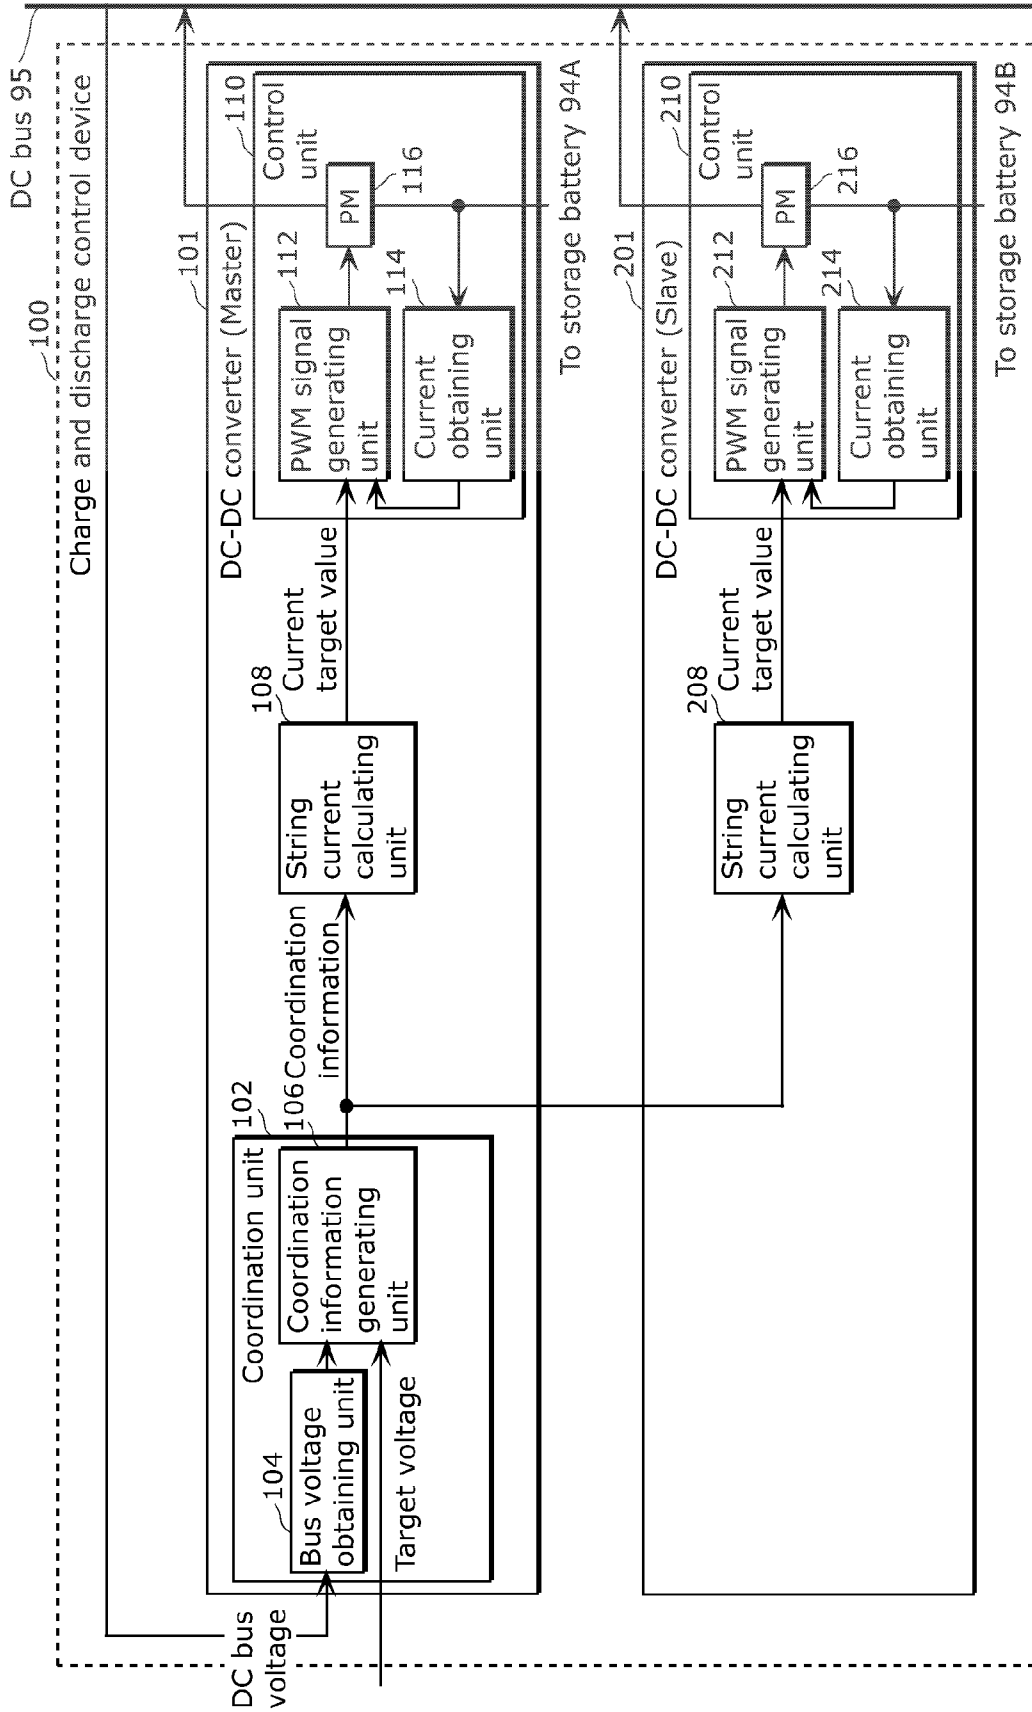 DC bus 95
100
Charge and discharge control device
101
DC-DC converter (Master)
102
Coordination unit
104
Bus voltage
obtaining unit
106
Coordination
information
generating
unit
Coordination
information
108
String
current
calculating
unit
Current
target value
110
Control
unit
112
PWM signal
generating
unit
114
Current
obtaining
unit
PM
116
To storage battery 94A
DC bus
voltage
Target voltage
201
DC-DC converter (Slave)
208
String
current
calculating
unit
Current
target value
210
Control
unit
212
PWM signal
generating
unit
214
Current
obtaining
unit
PM
216
To storage battery 94B